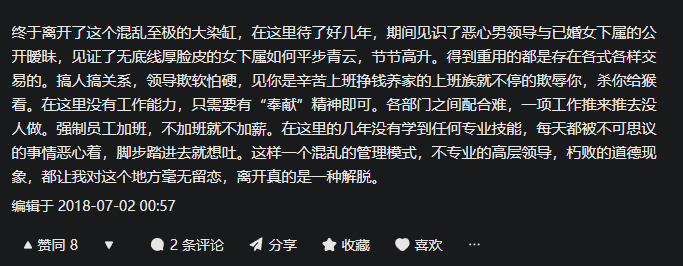 终于离开了这个混乱至极的大染缸，在这里待了好几年，期间见识了恶心男领导与已婚女下属的公
开暧昧，见证了无底线厚脸皮的女下属如何平步青云，节节高升。得到重用的都是存在各式各样交
易的。搞人搞关系，领导欺软怕硬，见你是辛苦上班挣钱养家的上班族就不停的欺辱你，杀你给猴
看。在这里没有工作能力，只需要有“奉献”精神即可。各部门之间配合难，一项工作推来推去没
人做。强制员工加班，不加班就不加薪。在这里的几年没有学到任何专业技能，每天都被不可思议
的事情恶心着，脚步踏进去就想吐。这样一个混乱的管理模式，不专业的高层领导，朽败的道德现
象，都让我对这个地方毫无留恋，离开真的是一种解脱。
编辑于 2018-07-02 00:57
赞同 8 2 条评论 分享 收藏 喜欢